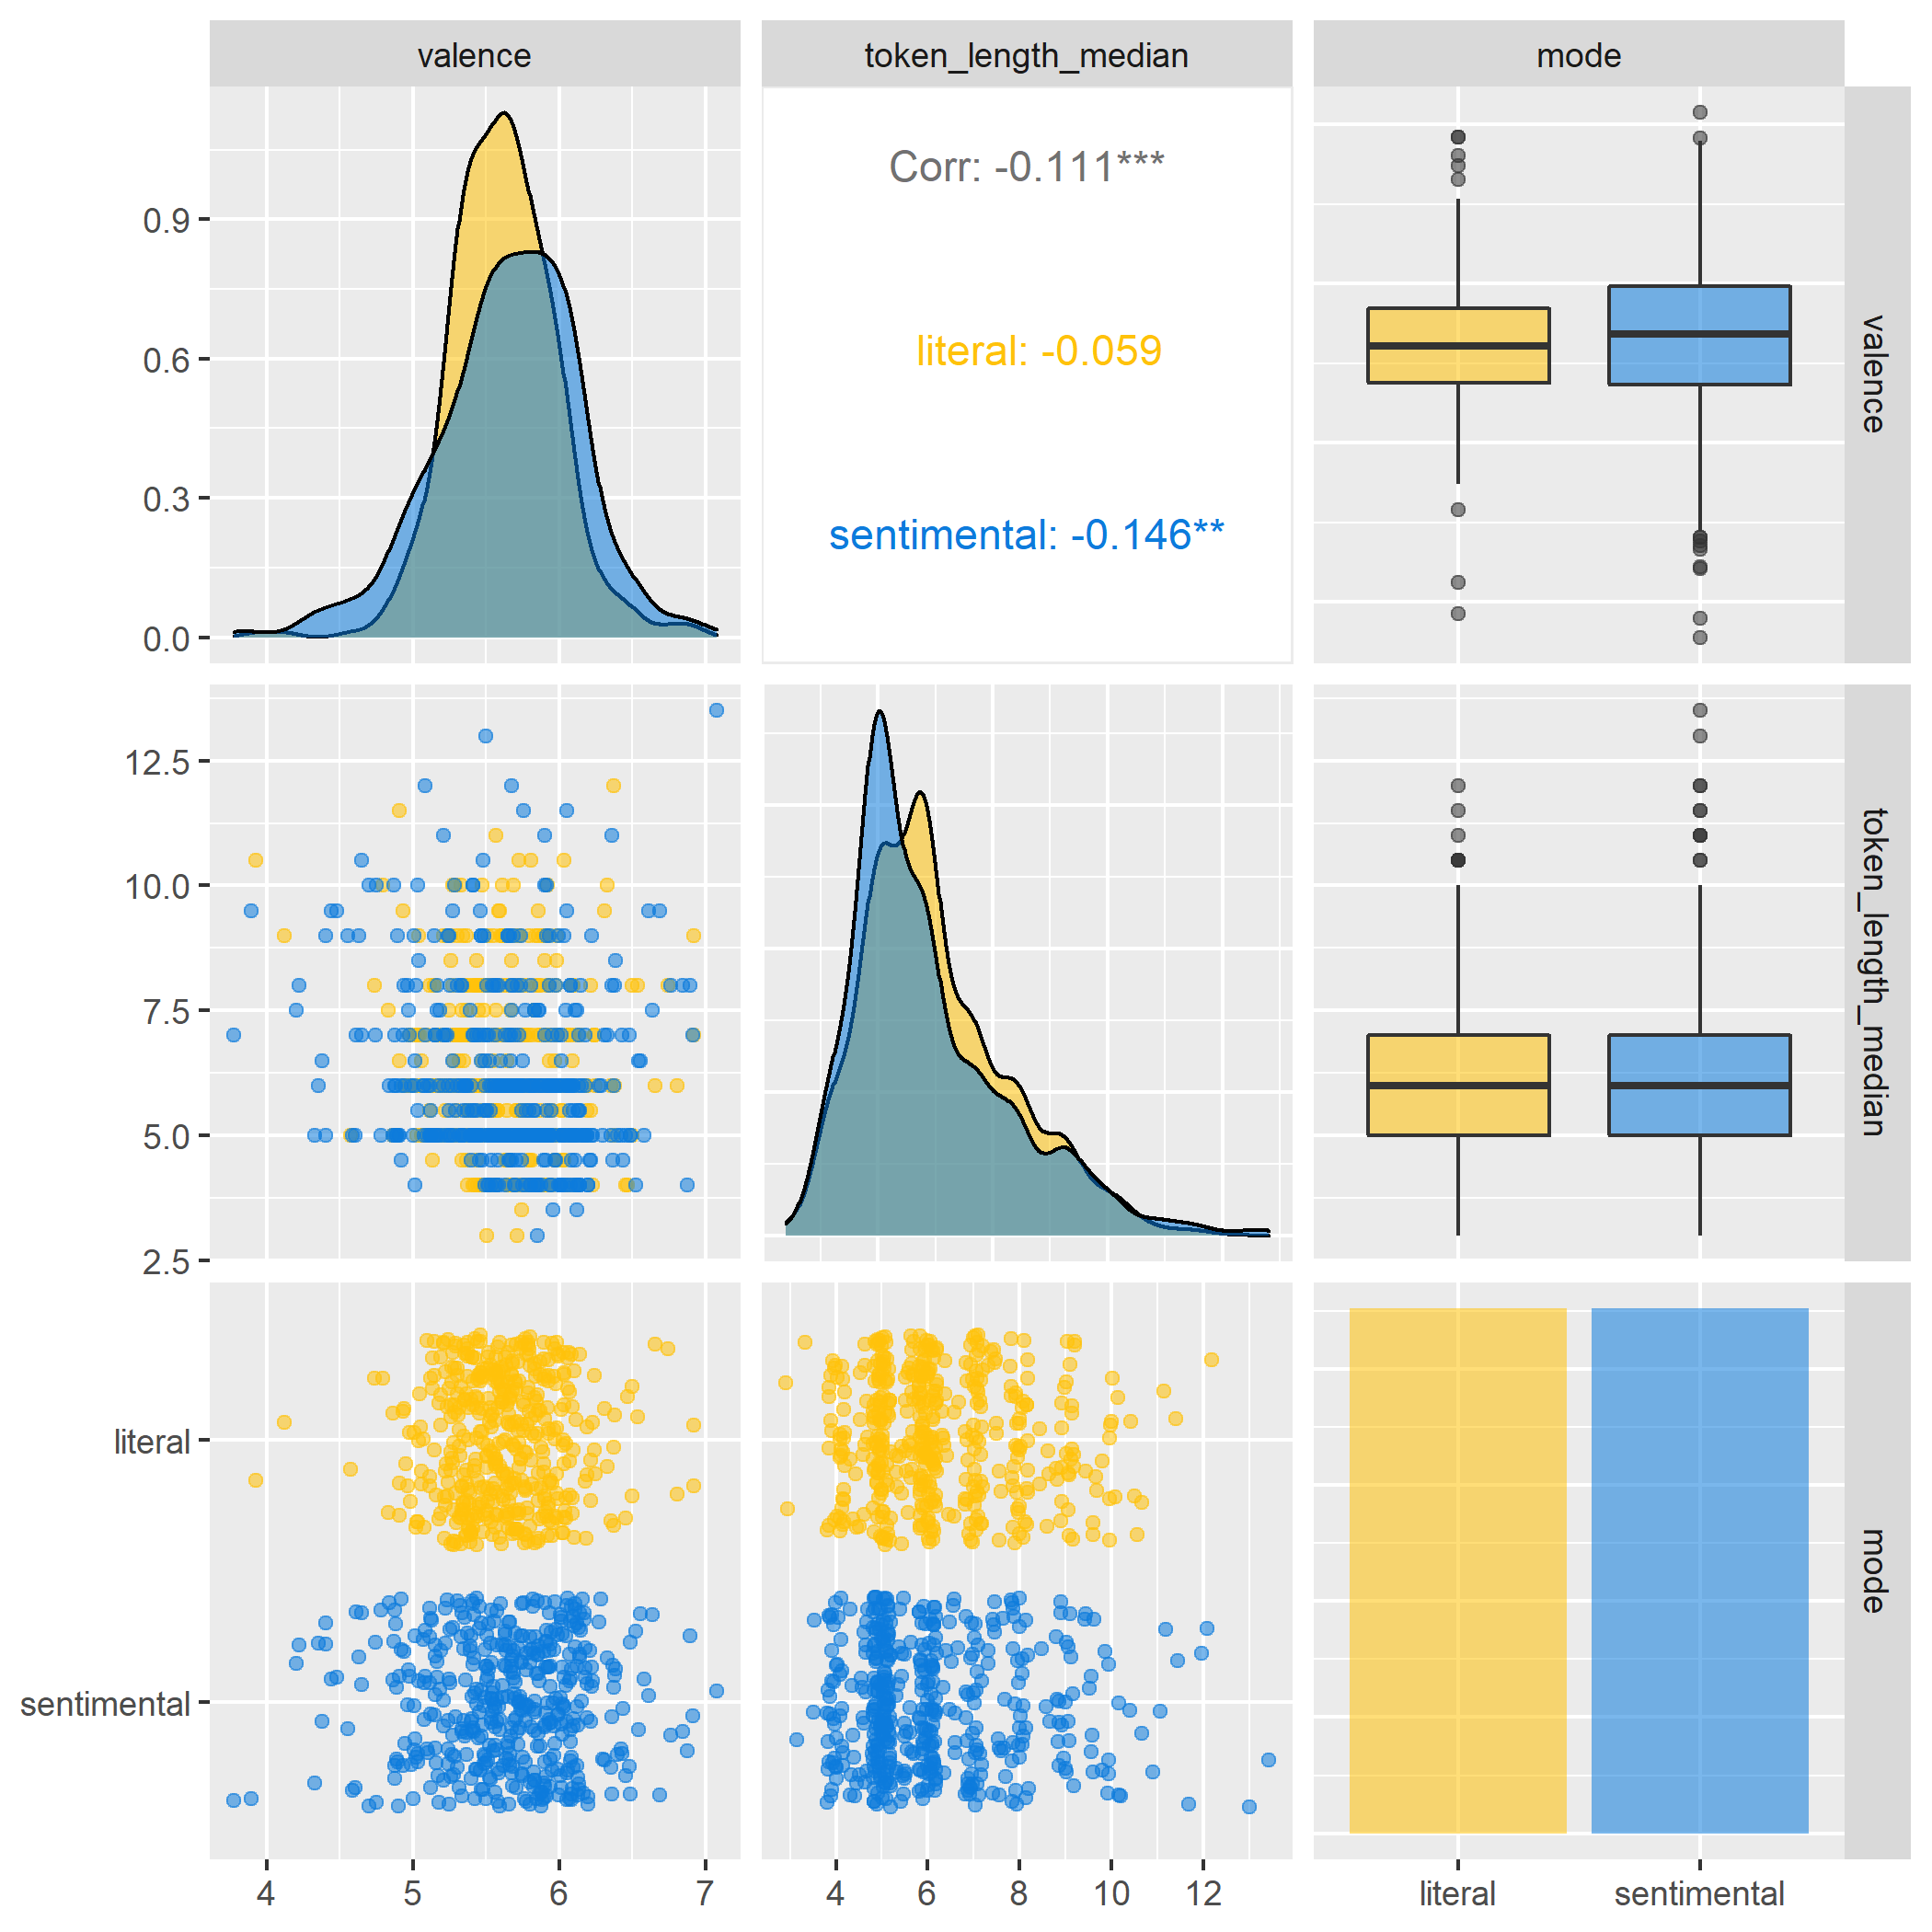 valence
token_length_median
mode
0.9
0.6
0.3
0.0
Corr: -0.111***
literal: -0.059
sentimental: -0.146**
valence
12.5
10.0
7.5
5.0
2.5
token_length_median
literal
sentimental
mode
4 5 6 7
4 6 8 10 12
literal sentimental